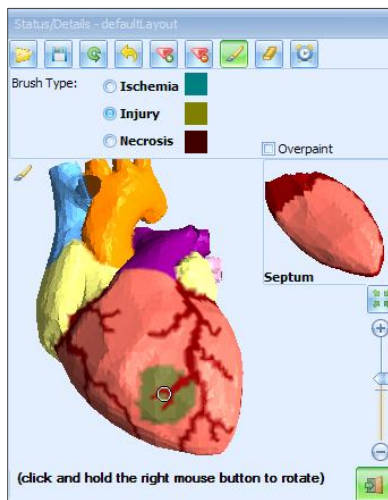 Status/Details - defaultLayout
Brush Type:
Ischemia
Injury
Necrosis
Overpaint
Septum
(click and hold the right mouse button to rotate)